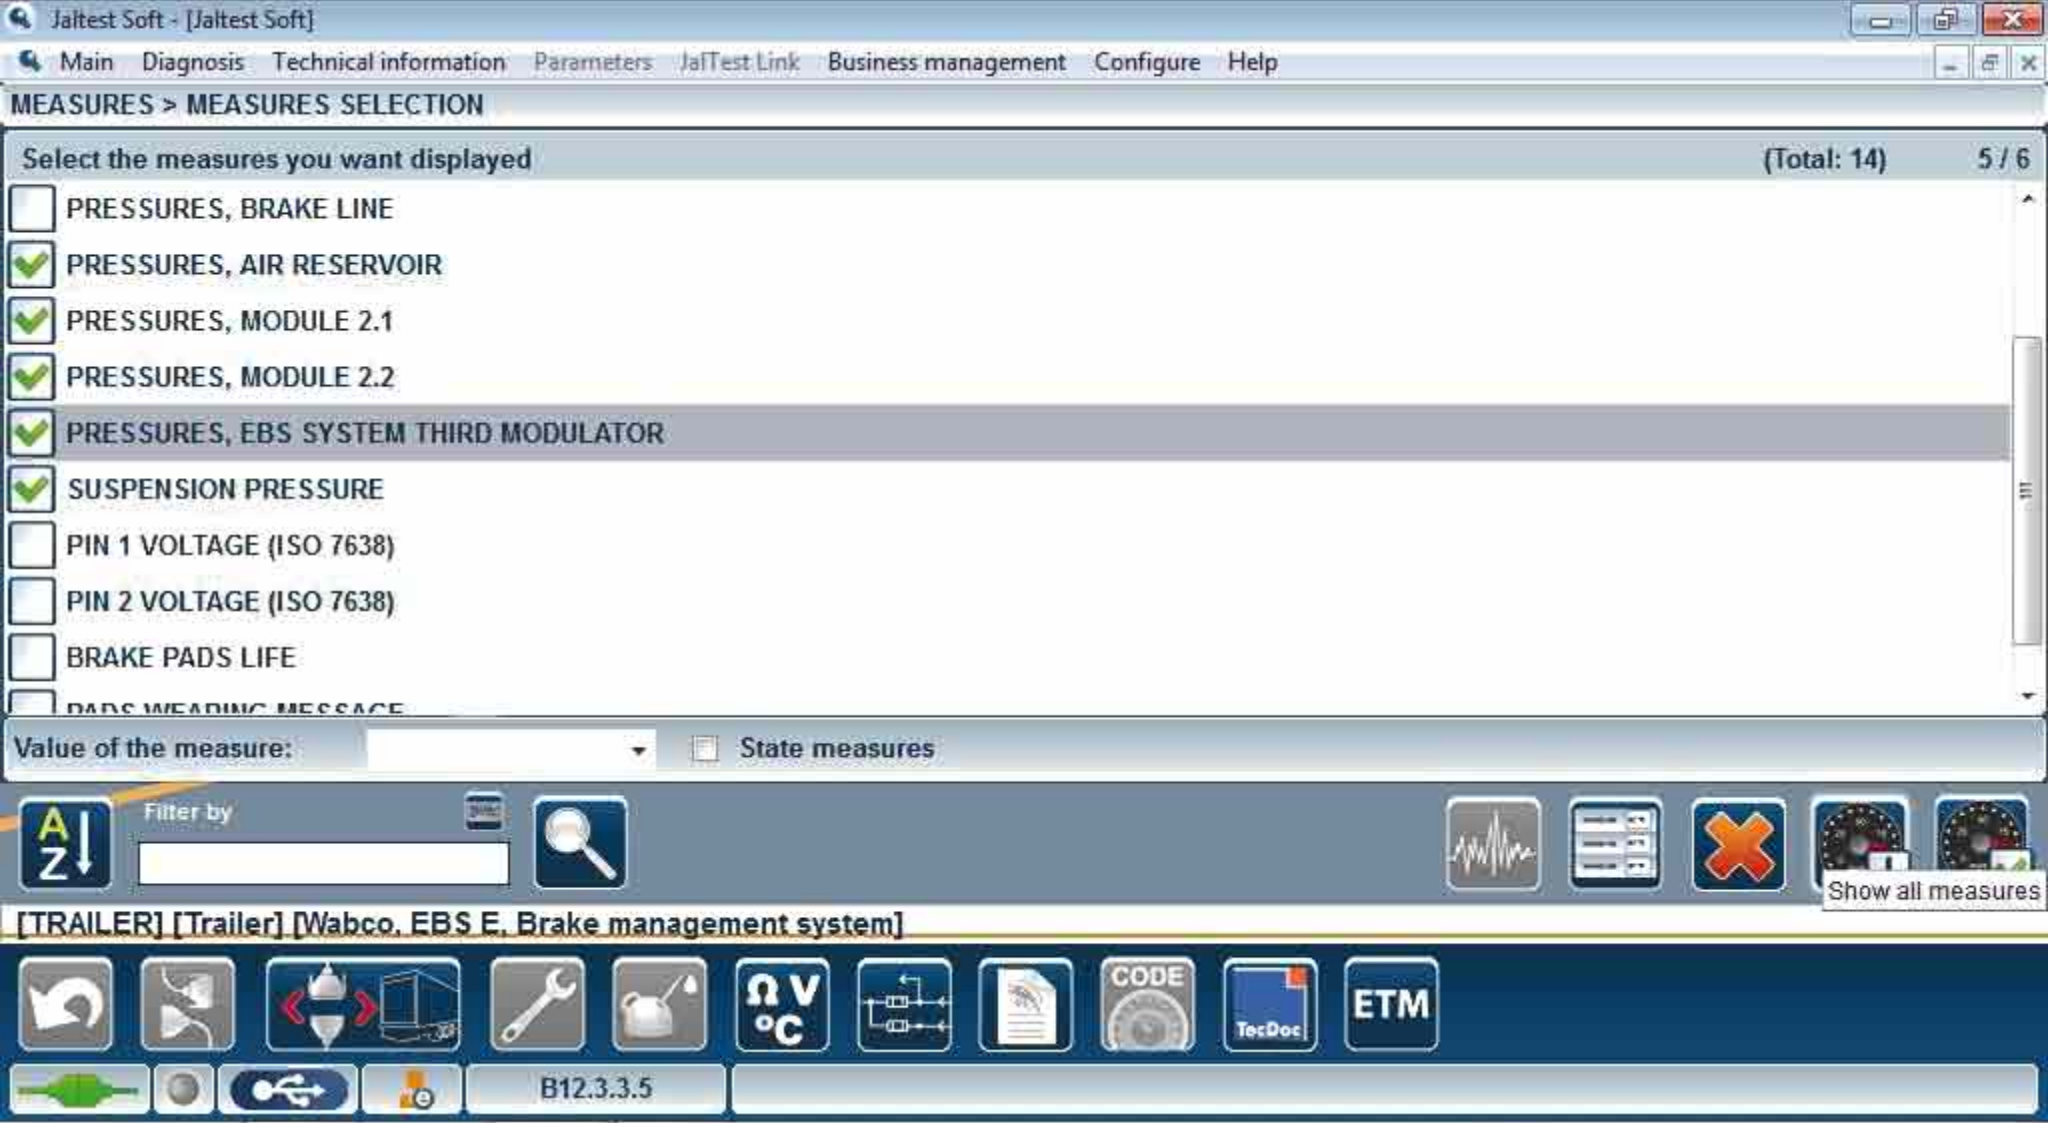 Jaltest Soft - [Jaltest Soft]
Main Diagnosis Technical information Parameters JalTest Link Business management Configure Help
MEASURES > MEASURES SELECTION
Select the measures you want displayed (Total: 14) 5 / 6
PRESSURES, BRAKE LINE
PRESSURES, AIR RESERVOIR
PRESSURES, MODULE 2.1
PRESSURES, MODULE 2.2
PRESSURES, EBS SYSTEM THIRD MODULATOR
SUSPENSION PRESSURE
PIN 1 VOLTAGE (ISO 7638)
PIN 2 VOLTAGE (ISO 7638)
BRAKE PADS LIFE
PADS WEARING MESSAGE
Value of the measure: State measures
A
Z
Filter by
Show all measures
[TRAILER] [Trailer] [Wabco, EBS E, Brake management system]
Ω V
°C
CODE
TecDoc
ETM
B12.3.3.5